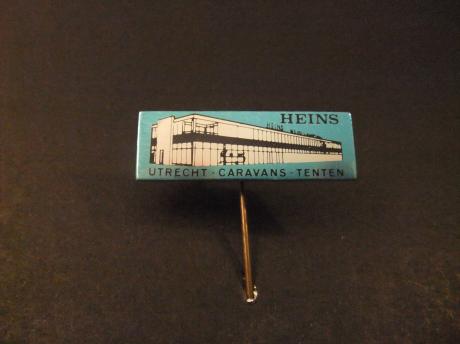 HEINS
UTRECHT - CARAVANS - TENTEN